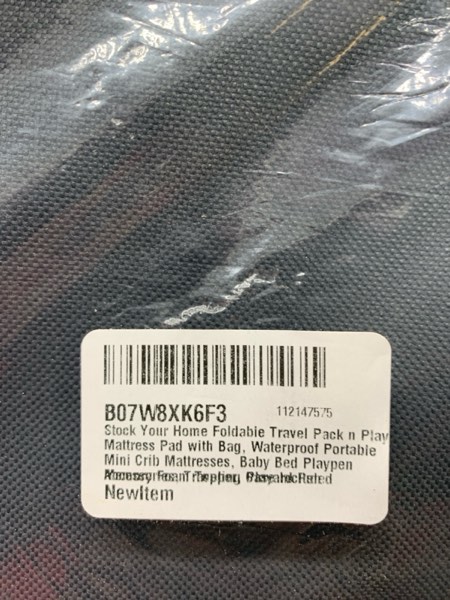 B07W8XK6F3 112147575
Stock Your Home Foldable Travel Pack n Play
Mattress Pad with Bag, Waterproof Portable
Mini Crib Mattresses, Baby Bed Playpen
NewItem